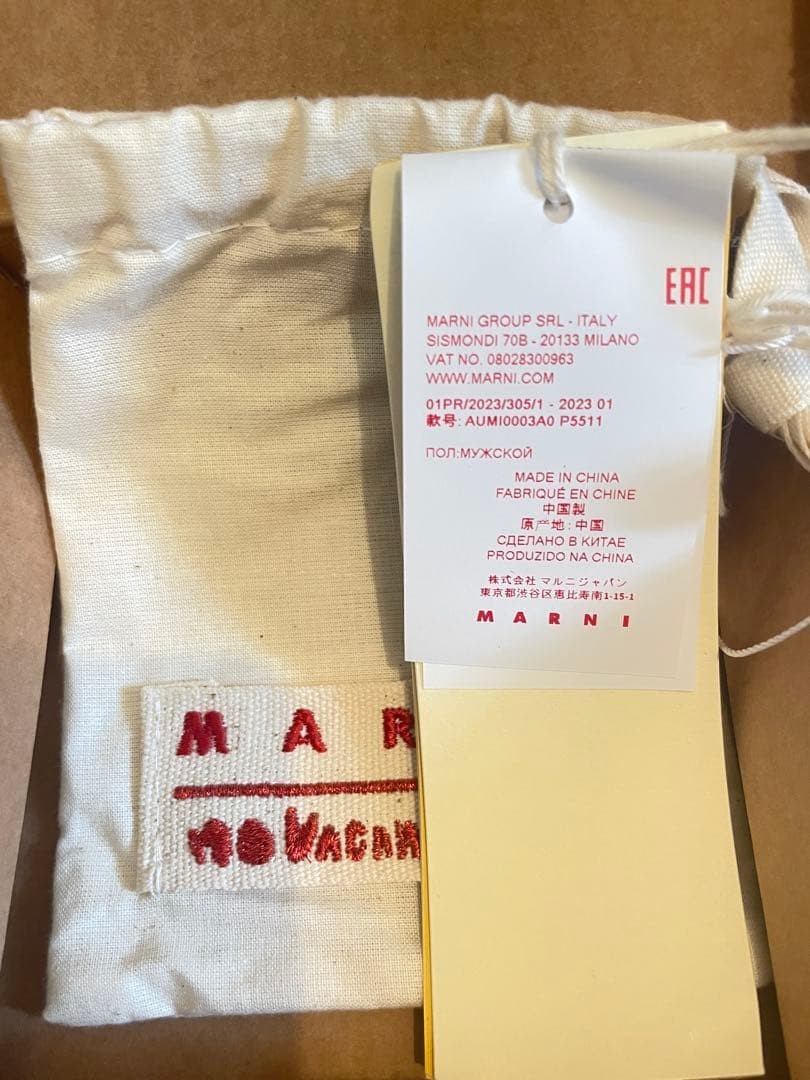 EAC
MARNI GROUP SRL - ITALY
SISMONDI 70B - 20133 MILANO
VAT NO. 08028300963
WWW.MARNI.COM
01PR/2023/305/1 - 2023 01
款号: AUMI0003A0 P5511
ПОЛ:МУЖСКОЙ
MADE IN CHINA
FABRIQUÉ EN CHINE
中国製
原产地: 中国
СДЕЛАНО В КИТАЕ
PRODUZIDO NA CHINA
株式会社 マルニジャパン
東京都渋谷区恵比寿南1-15-1
MARNI
MAR
no Vacan